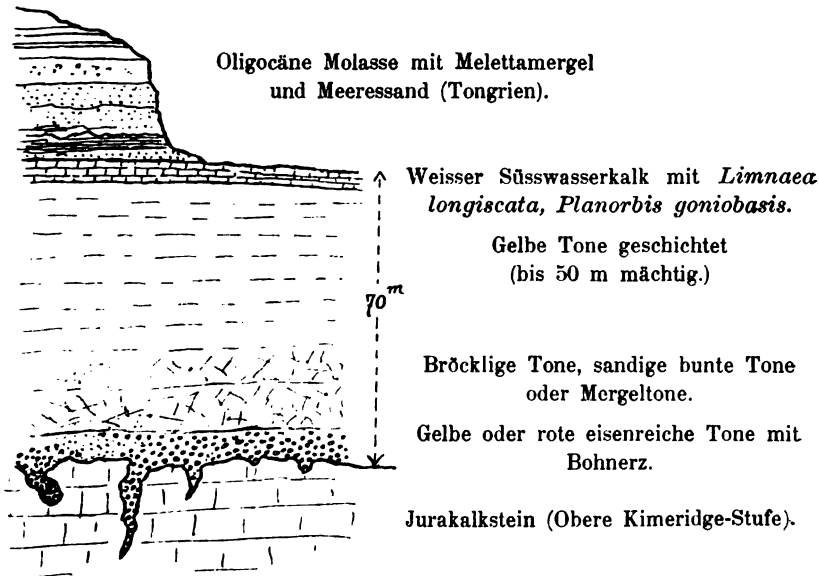 Oligocäne Molasse mit Melettamergel
und Meeressand (Tongrien).
Weisser Süsswasserkalk mit Limnaea
longiscata, Planorbis goniobasis.
Gelbe Tone geschichtet
(bis 50 m mächtig.)
70 m
Bröcklige Tone, sandige bunte Tone
oder Mergeltone.
Gelbe oder rote eisenreiche Tone mit
Bohnerz.
Jurakalkstein (Obere Kimeridge-Stufe).